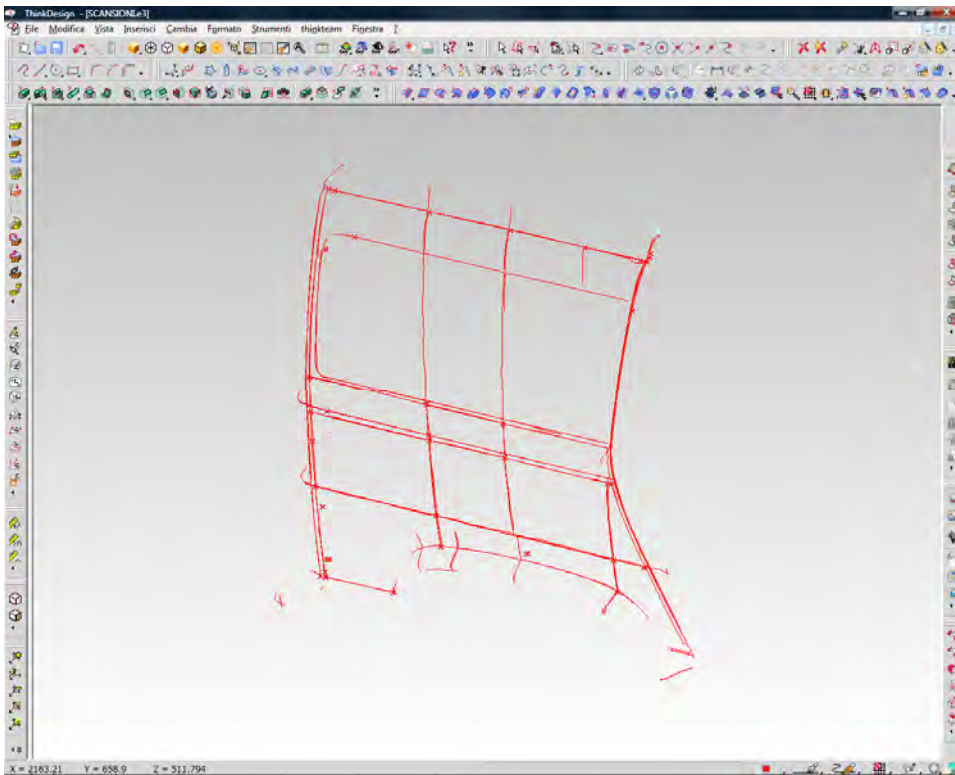 ThinkDesign - [SCANSIONLe3]
File Modifica Vista Inserisci Cambia Formato Strumenti thinkteam Finestra ?
X = 2163.21 Y = 658.9 Z = 511.794